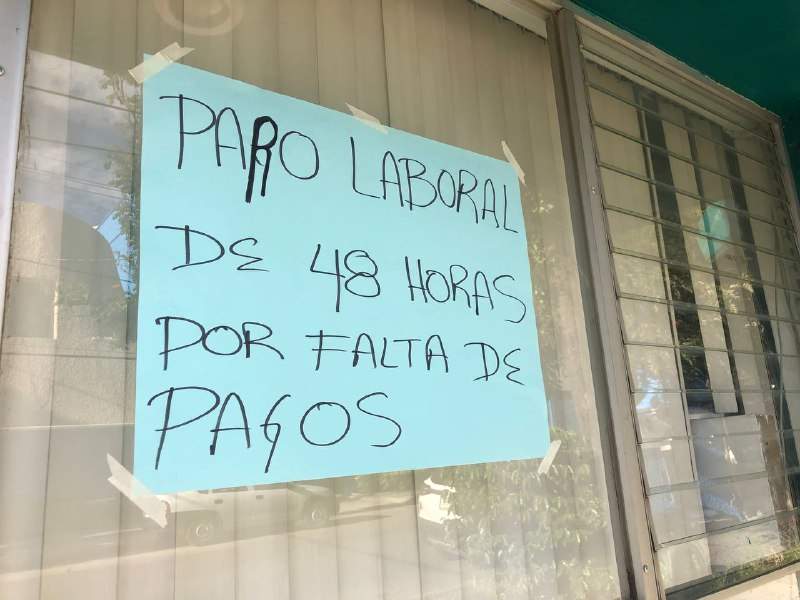 PARO LABORAL
DE 48 HORAS
POR FALTA DE
PAGOS